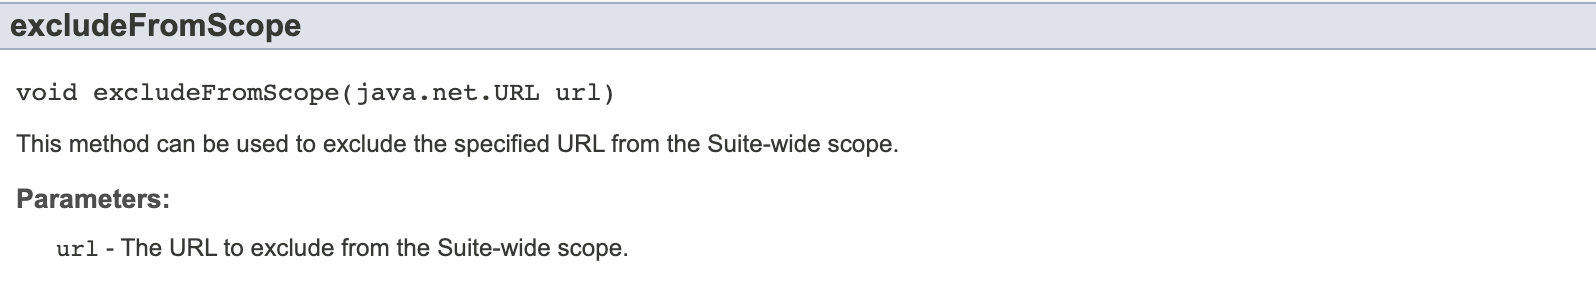 excludeFromScope
void excludeFromScope(java.net.URL url)
This method can be used to exclude the specified URL from the Suite-wide scope.
Parameters:
url - The URL to exclude from the Suite-wide scope.